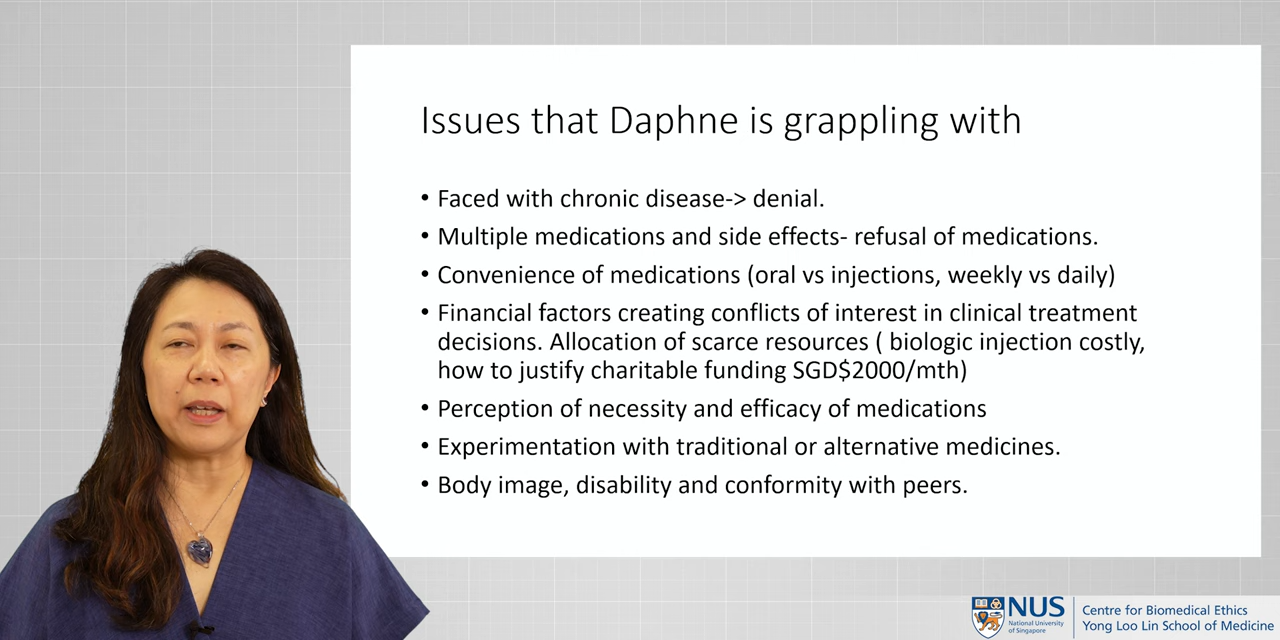 Issues that Daphne is grappling with
• Faced with chronic disease-> denial.
• Multiple medications and side effects- refusal of medications.
• Convenience of medications (oral vs injections, weekly vs daily)
• Financial factors creating conflicts of interest in clinical treatment
decisions. Allocation of scarce resources ( biologic injection costly,
how to justify charitable funding SGD$2000/mth)
• Perception of necessity and efficacy of medications
• Experimentation with traditional or alternative medicines.
• Body image, disability and conformity with peers.
NUS
National University
of Singapore
Centre for Biomedical Ethics
Yong Loo Lin School of Medicine